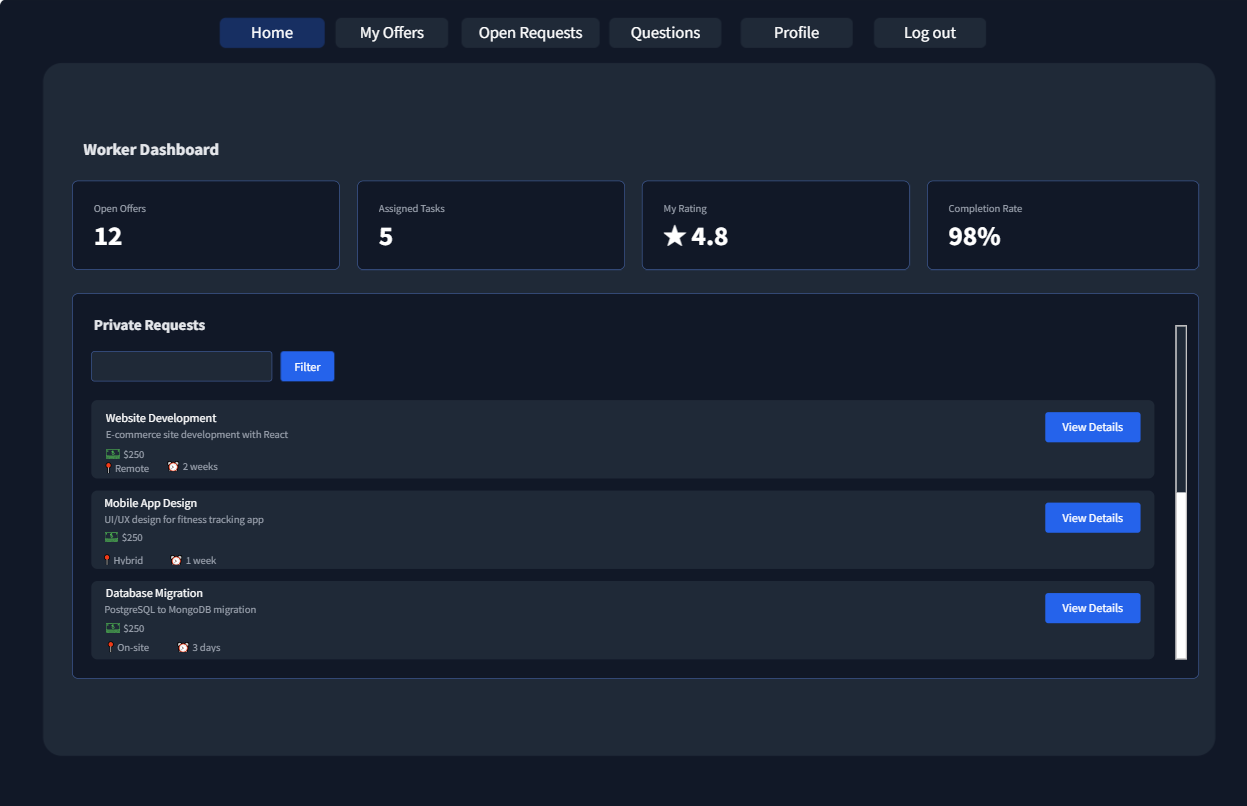 Home My Offers Open Requests Questions Profile Log out
Worker Dashboard
Open Offers Assigned Tasks My Rating Completion Rate
12 5 ★ 4.8 98%
Private Requests
Filter
Website Development
View Details
E-commerce site development with React
$250
Remote 2 weeks
Mobile App Design
View Details
UI/UX design for fitness tracking app
$250
Hybrid 1 week
Database Migration
View Details
PostgreSQL to MongoDB migration
$250
On-site 3 days